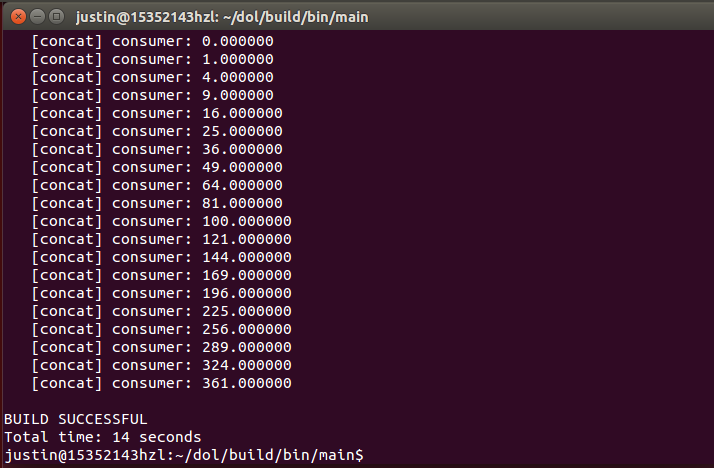 justin@15352143hzl: ~/dol/build/bin/main
[concat] consumer: 0.000000
[concat] consumer: 1.000000
[concat] consumer: 4.000000
[concat] consumer: 9.000000
[concat] consumer: 16.000000
[concat] consumer: 25.000000
[concat] consumer: 36.000000
[concat] consumer: 49.000000
[concat] consumer: 64.000000
[concat] consumer: 81.000000
[concat] consumer: 100.000000
[concat] consumer: 121.000000
[concat] consumer: 144.000000
[concat] consumer: 169.000000
[concat] consumer: 196.000000
[concat] consumer: 225.000000
[concat] consumer: 256.000000
[concat] consumer: 289.000000
[concat] consumer: 324.000000
[concat] consumer: 361.000000
BUILD SUCCESSFUL
Total time: 14 seconds
justin@15352143hzl:~/dol/build/bin/main$